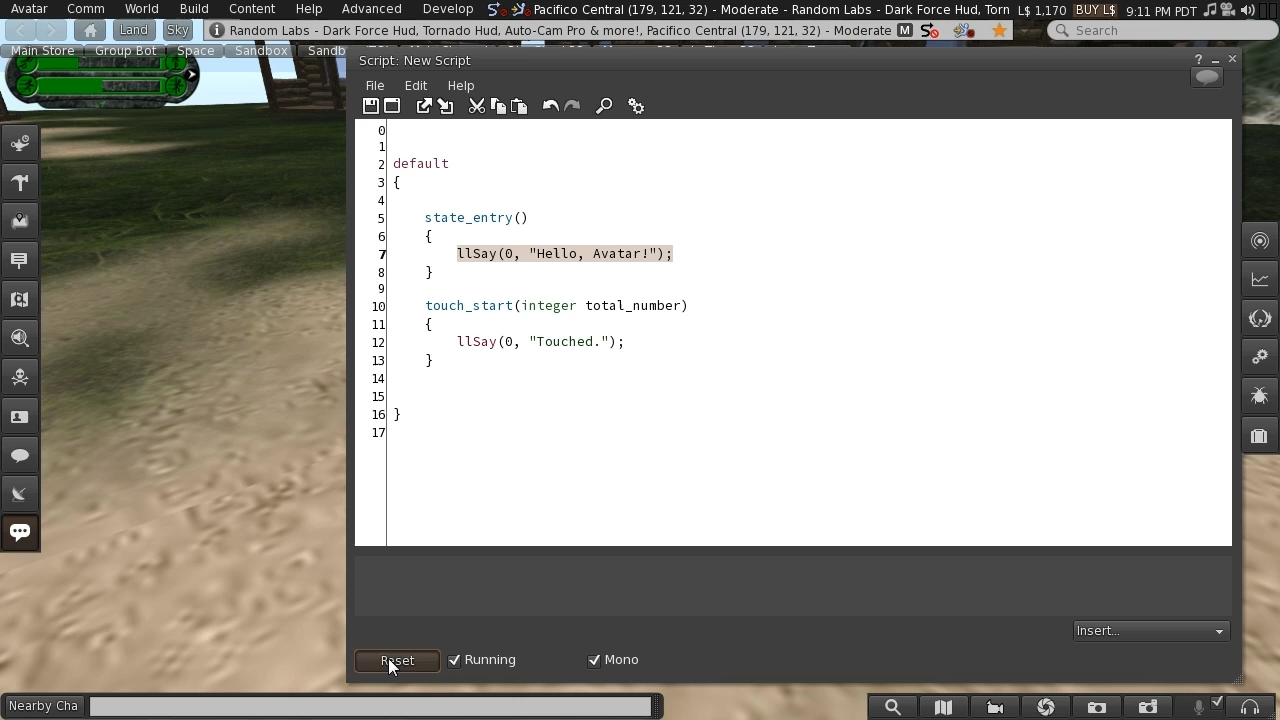 Avatar Comm World Build Content Help Advanced Develop Pacifico Central (179, 121, 32) - Moderate - Random Labs - Dark Force Hud, Torn L$ 1,170 BUY L$ 9:11 PM PDT
Land Sky Random Labs - Dark Force Hud, Tornado Hud, Auto-Cam Pro & more!, Pacifico Central (179, 121, 32) - Moderate M Search
Main Store Group Bot Space Sandbox Sandb
Script: New Script
File Edit Help
0
1
2 default
3 {
4
5 state_entry()
6 {
7 llSay(0, "Hello, Avatar!");
8 }
9
10 touch_start(integer total_number)
11 {
12 llSay(0, "Touched.");
13 }
14
15
16 }
17
Insert...
Reset Running Mono
Nearby Cha